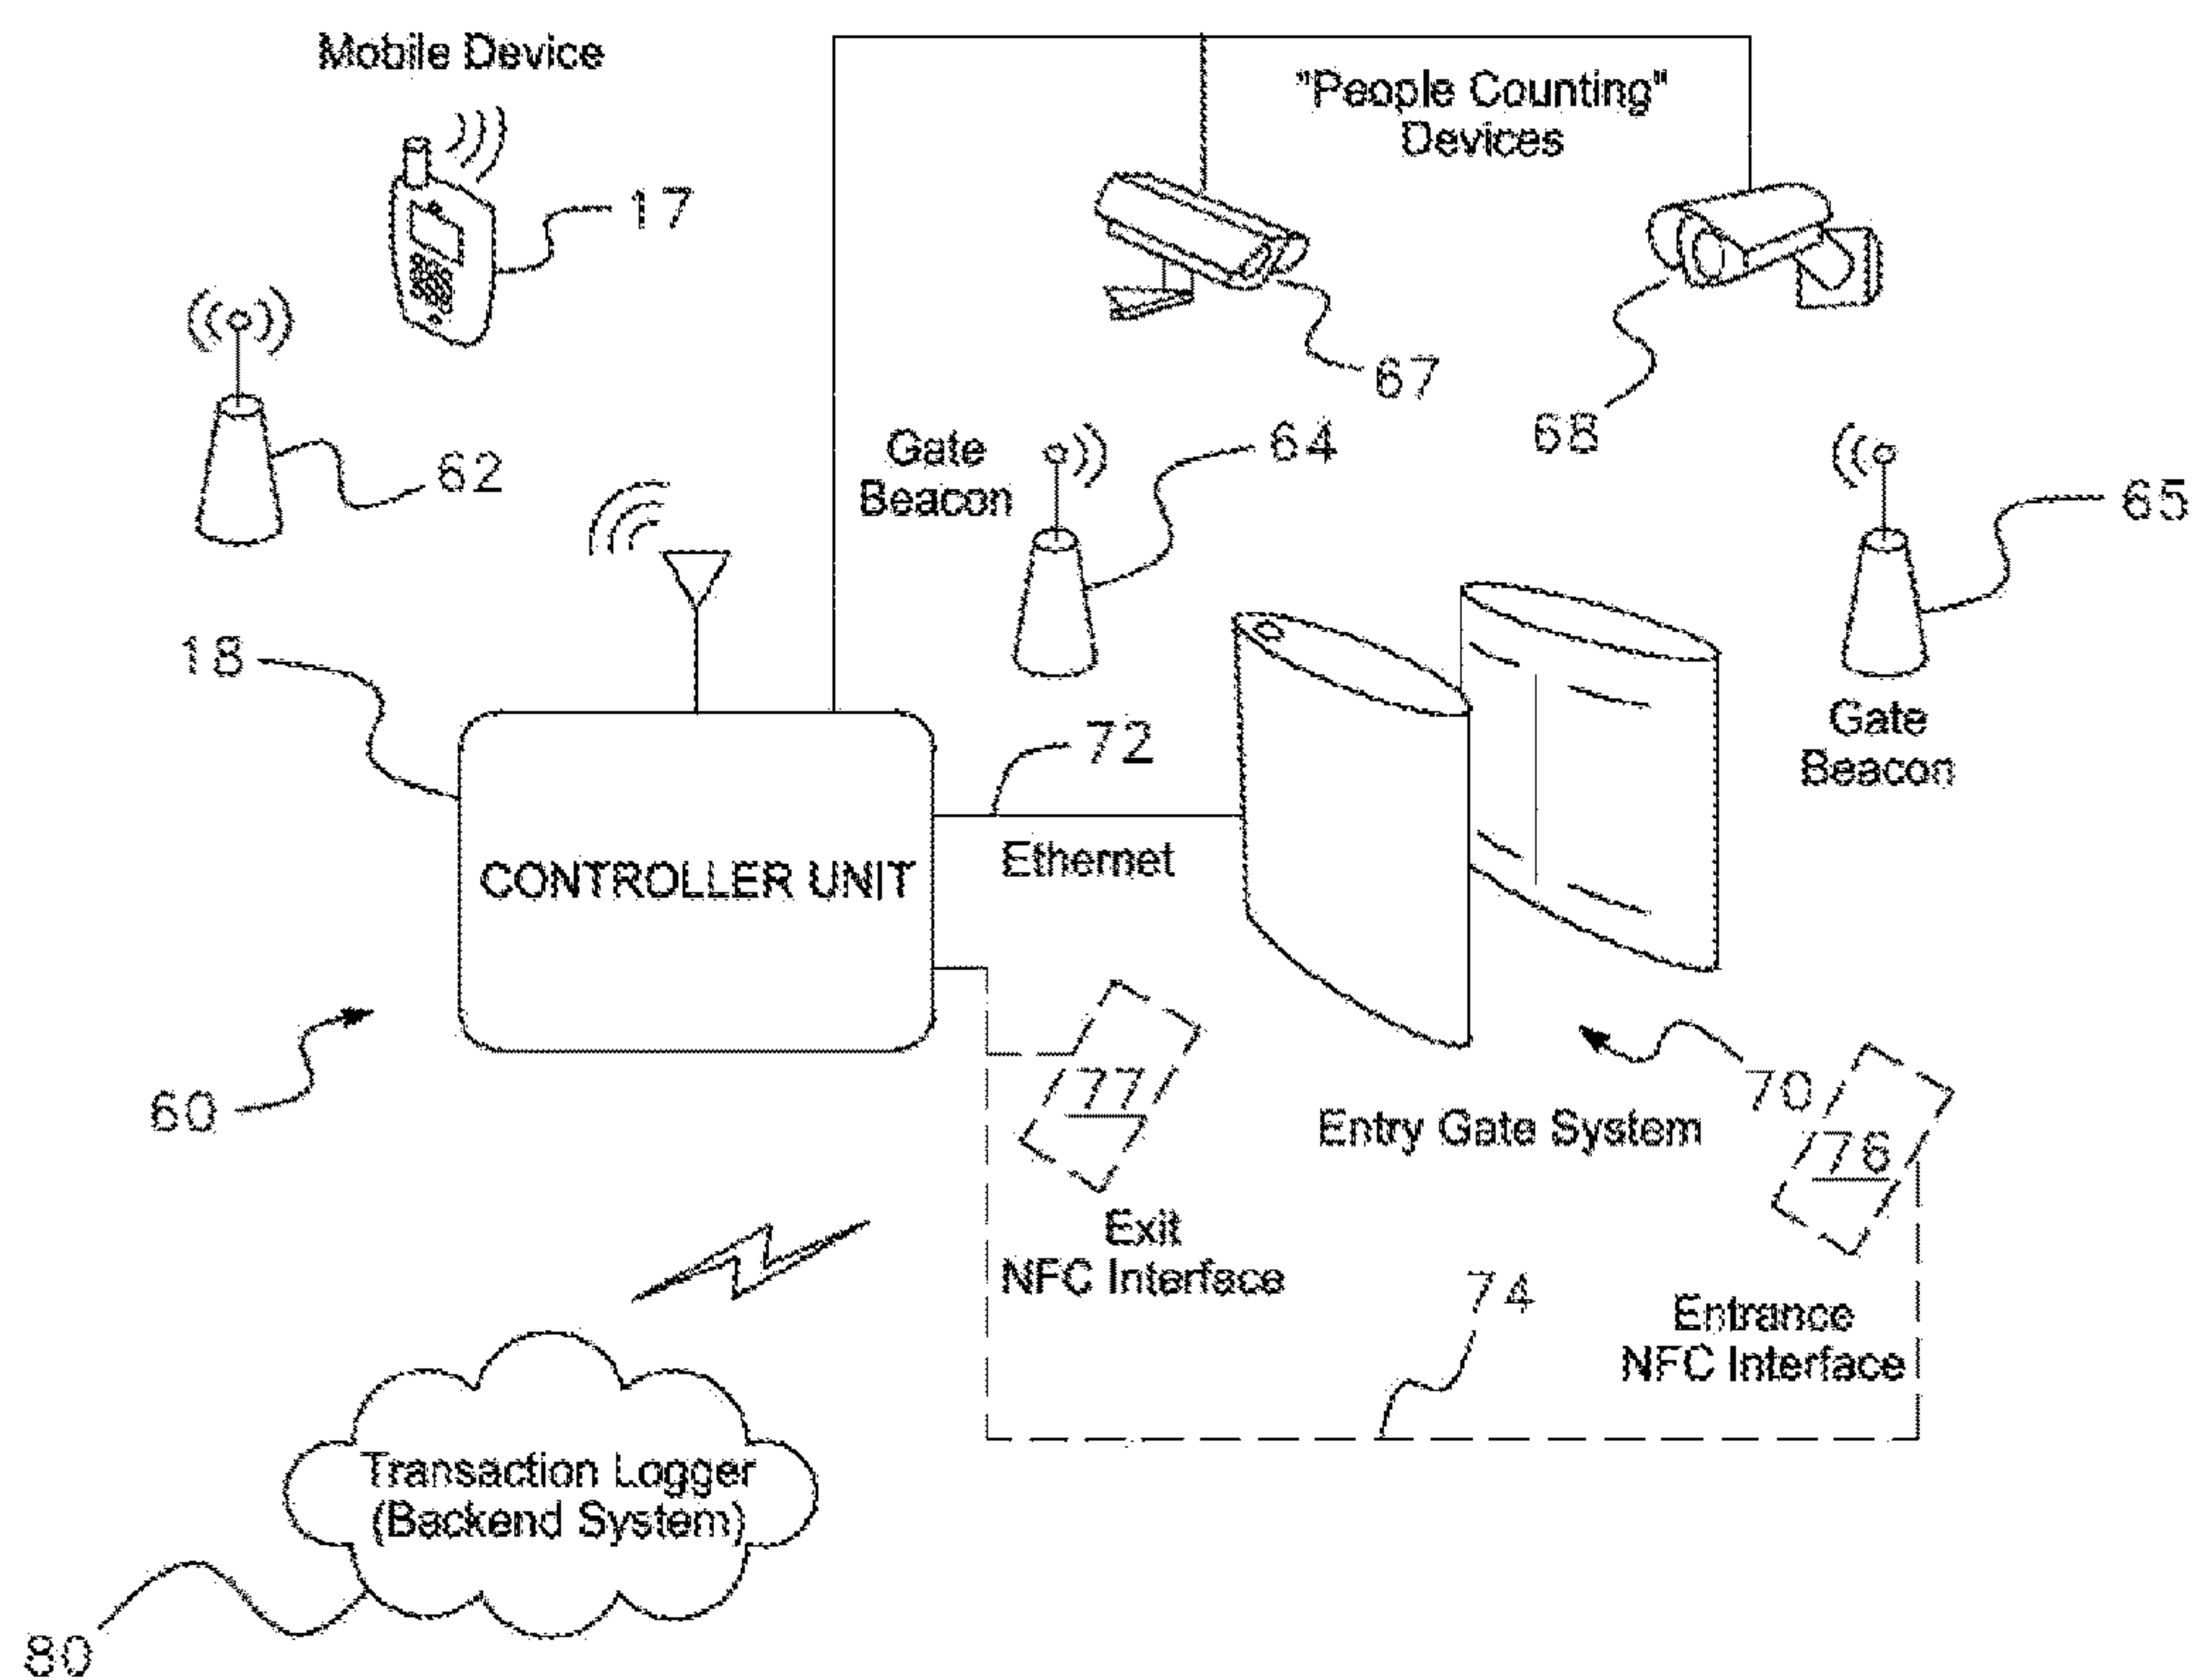 Mobile Device
"People Counting"
Devices
17
67
68
62
Gate
Beacon
64
65
18
72
Gate
Beacon
CONTROLLER UNIT
Ethernet
60
77
70
Entry Gate System
76
Exit
NFC Interface
74
Entrance
NFC Interface
Transaction Logger
(Backend System)
80